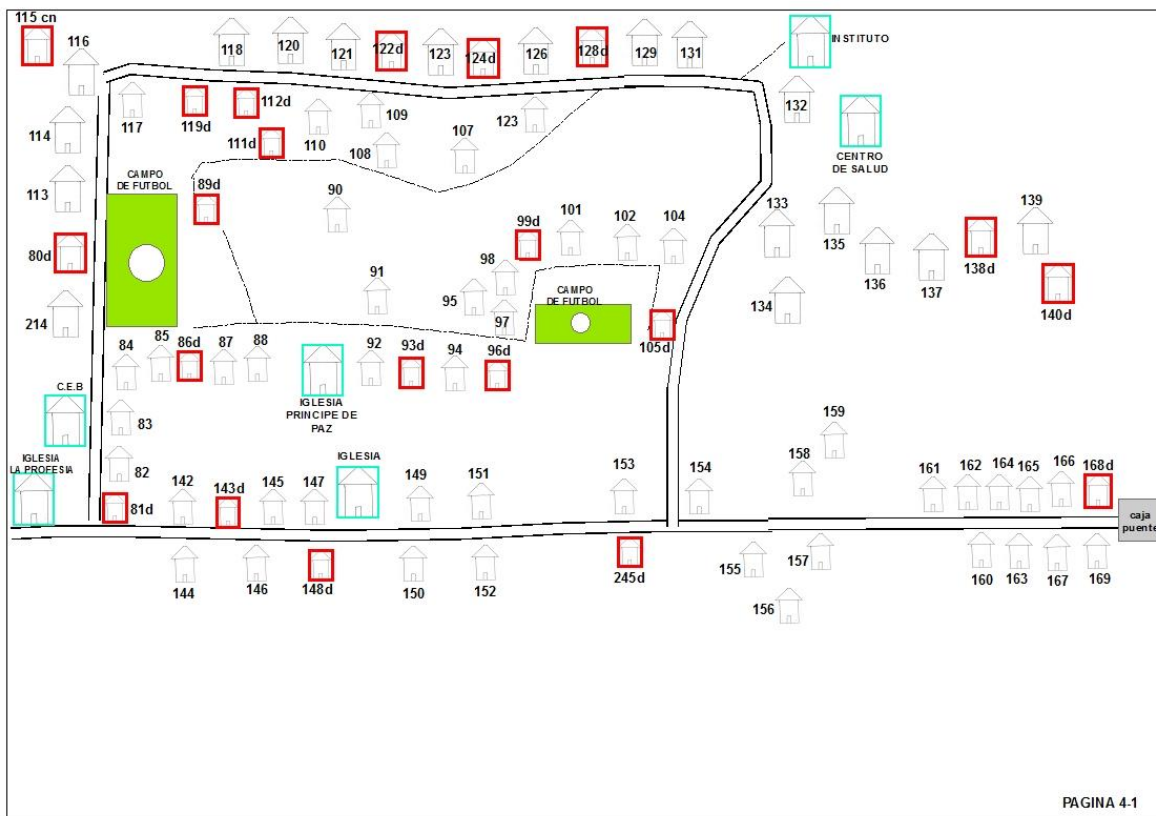 115 cn
116
118
120
121
122d
123
124d
126
128d
129
131
INSTITUTO
132
117
119d
112d
111d
110
109
108
107
123
114
113
80d
214
CENTRO
DE SALUD
CAMPO
DE FUTBOL
89d
90
91
99d
101
102
104
98
95
97
CAMPO
DE FUTBOL
105d
133
134
135
136
137
138d
139
140d
84
85
86d
87
88
92
93d
94
96d
IGLESIA
PRINCIPE DE
PAZ
C.E.B
83
82
IGLESIA
LA PROFESIA
81d
142
143d
145
147
IGLESIA
149
151
153
154
158
159
161
162
164
165
166
168d
caja
puente
144
146
148d
150
152
245d
155
157
156
160
163
167
169
PAGINA 4-1